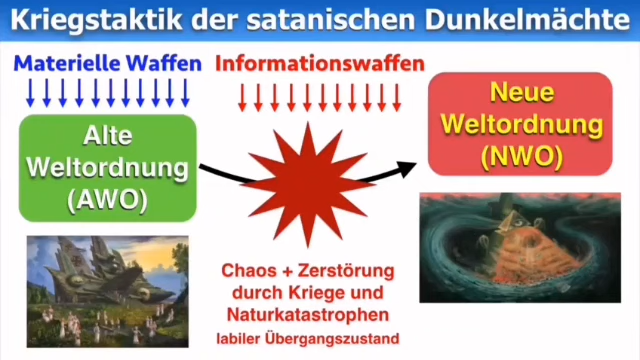 Kriegstaktik der satanischen Dunkelmächte
Materielle Waffen
Informationswaffen
Alte
Weltordnung
(AWO)
Neue
Weltordnung
(NWO)
Chaos + Zerstörung
durch Kriege und
Naturkatastrophen
labiler Übergangszustand